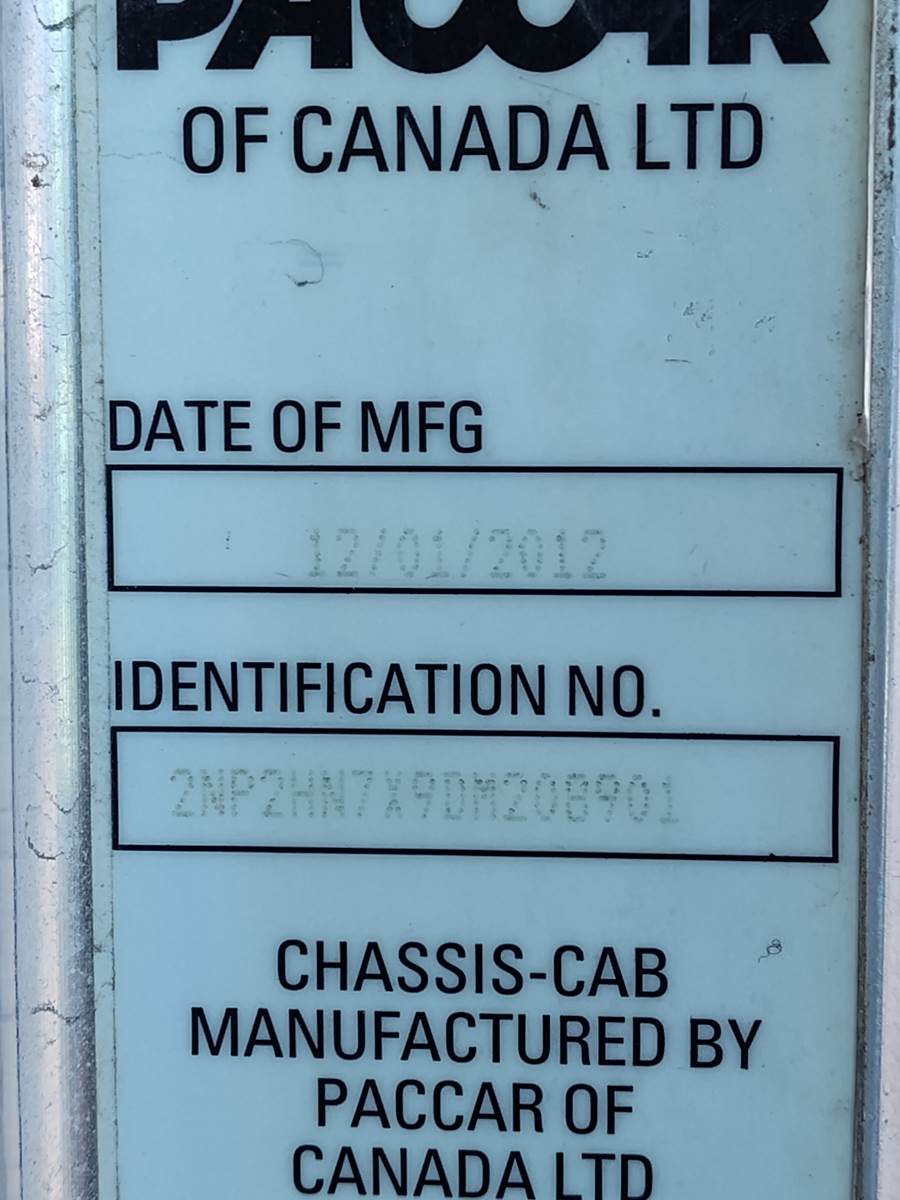 PACCAR
OF CANADA LTD
DATE OF MFG
12/01/2012
IDENTIFICATION NO.
2NP2HN7X9DM208901
CHASSIS-CAB
MANUFACTURED BY
PACCAR OF
CANADA LTD